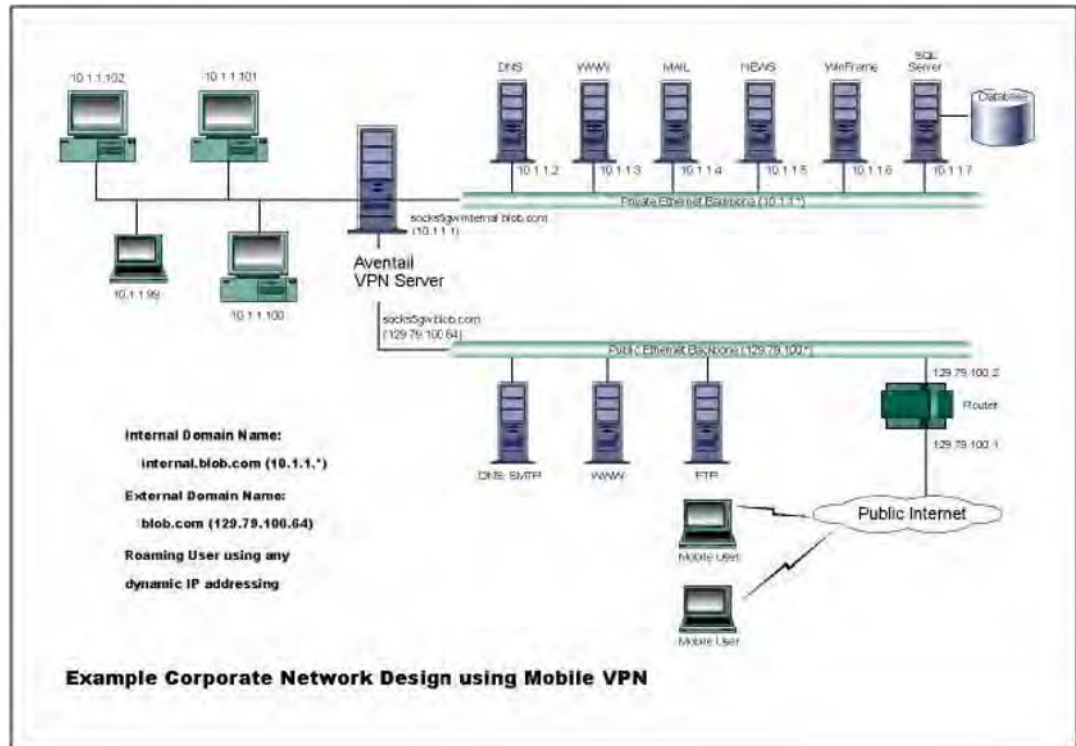 10.1.1.102
10.1.1.101
DNS
WWW
MAIL
NEWS
WinFrame
SQL
Server
Database
10.1.1.2
10.1.1.3
10.1.1.4
10.1.1.5
10.1.1.6
10.1.1.7
Private Ethernet Backbone (10.1.1.*)
socks5gw.internal.blob.com
(10.1.1.1)
Aventail
VPN Server
10.1.1.99
10.1.1.100
socks5gw.blob.com
(129.79.100.64)
Public Ethernet Backbone (129.79.100.*)
129.79.100.2
Router
129.79.100.1
DNS, SMTP
WWW
FTP
Internal Domain Name:
internal.blob.com (10.1.1.*)
External Domain Name:
blob.com (129.79.100.64)
Roaming User using any
dynamic IP addressing
Public Internet
Mobile User
Mobile User
Example Corporate Network Design using Mobile VPN